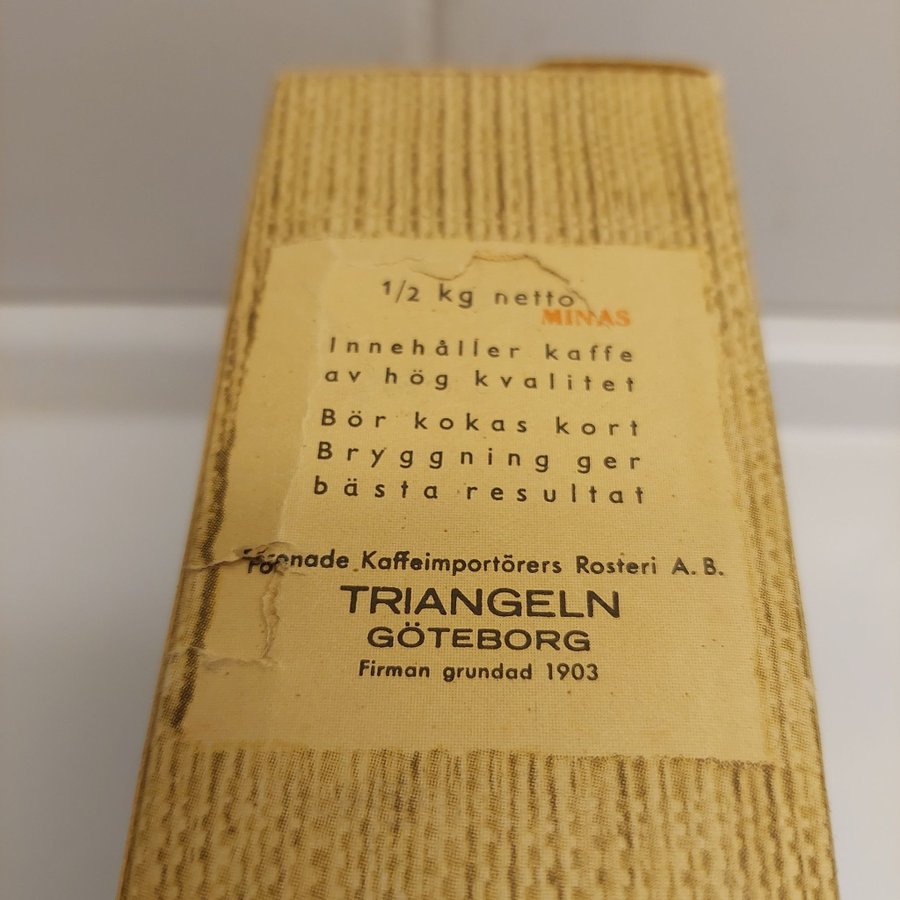 1/2 kg netto
MINAS
Innehåller kaffe
av hög kvalitet
Bör kokas kort
Bryggning ger
bästa resultat
Förenade Kaffeimportörers Rosteri A. B.
TRIANGELN
GÖTEBORG
Firman grundad 1903